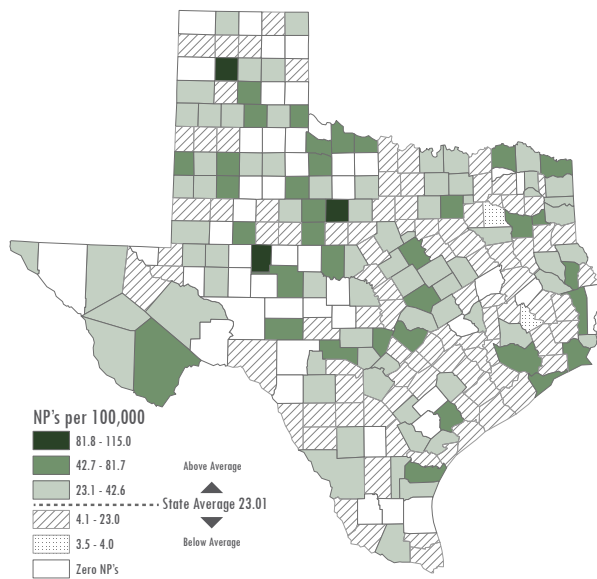 NP's per 100,000
81.8 - 115.0
42.7 - 81.7
23.1 - 42.6
Above Average
State Average 23.01
4.1 - 23.0
3.5 - 4.0
Below Average
Zero NP's